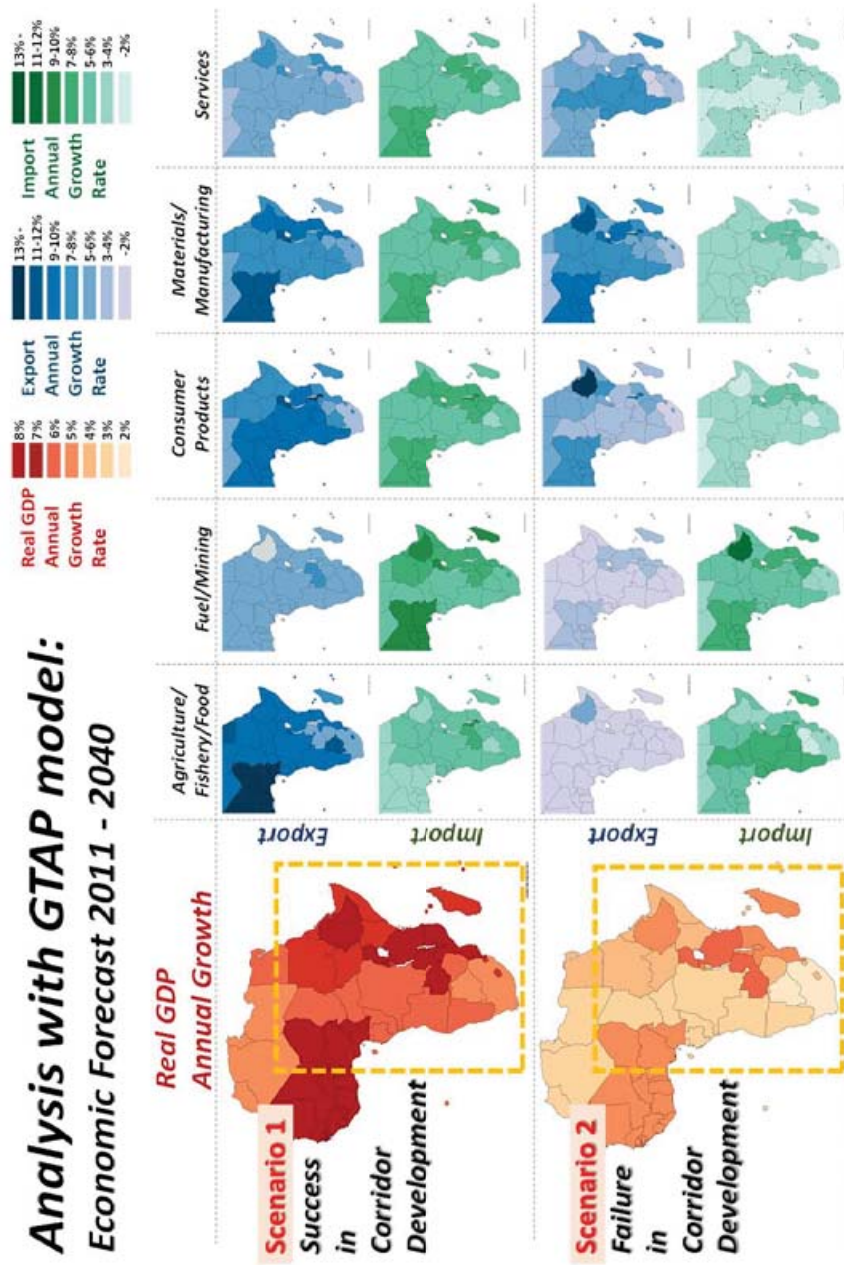 Analysis with GTAP model:
Economic Forecast 2011 - 2040
Real GDP
Annual
Growth
Rate
8%
7%
6%
5%
4%
3%
2%
Export
Annual
Growth
Rate
13% -
11-12%
9-10%
7-8%
5-6%
3-4%
-2%
Import
Annual
Growth
Rate
13% -
11-12%
9-10%
7-8%
5-6%
3-4%
-2%
Real GDP
Annual Growth
Agriculture/
Fishery/Food
Fuel/Mining
Consumer
Products
Materials/
Manufacturing
Services
Scenario 1
Success
in
Corridor
Development
Export
Import
Scenario 2
Failure
in
Corridor
Development
Export
Import